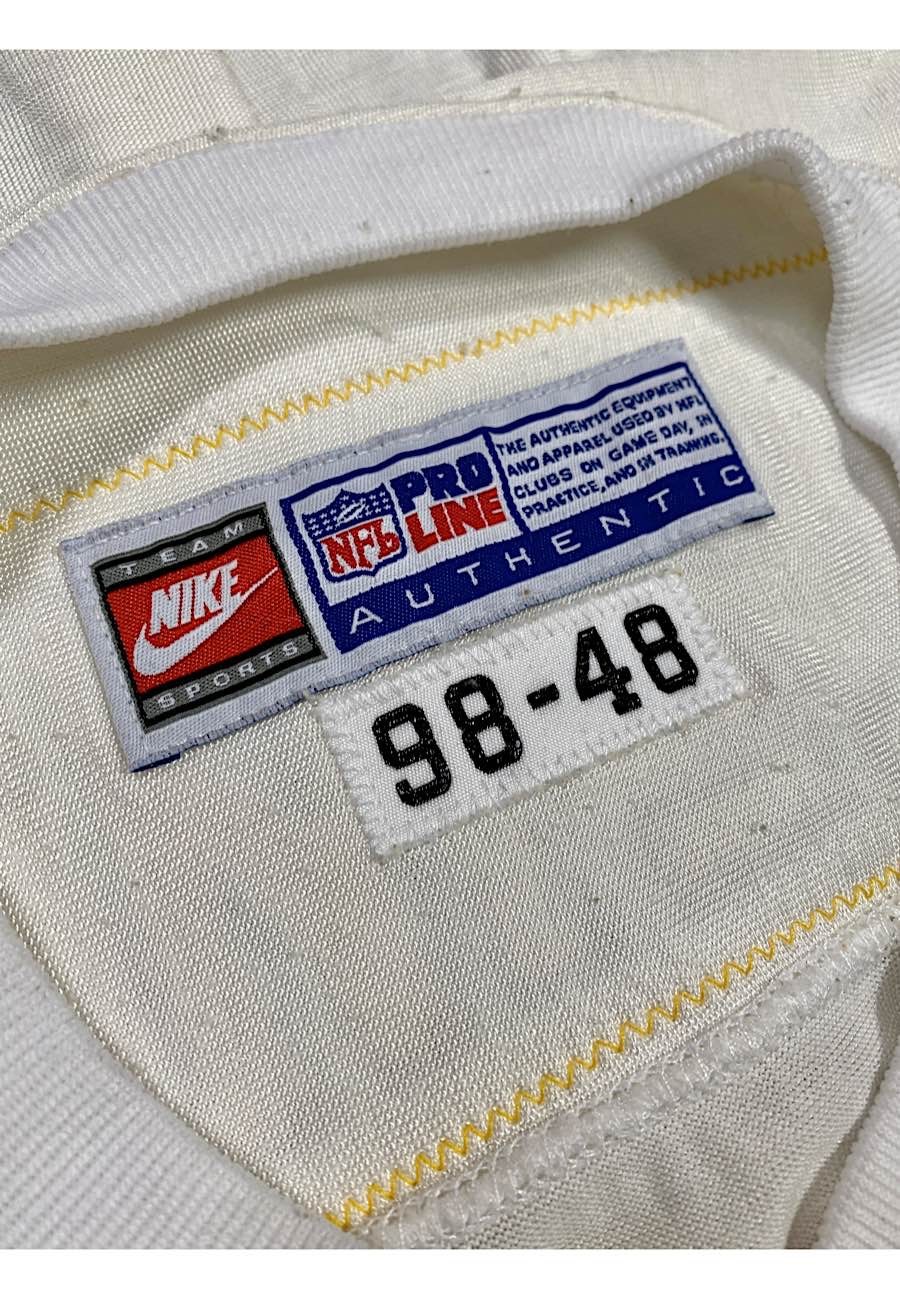 TEAM
NIKE
SPORTS
NFL
PRO
LINE
THE AUTHENTIC EQUIPMENT
AND APPAREL USED BY NFL
CLUBS ON GAME DAY, IN
PRACTICE, AND IN TRAINING.
AUTHENTIC
98-48